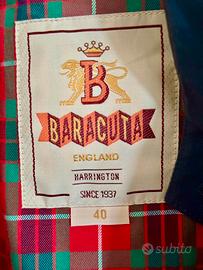 B
BARACUTA
ENGLAND
HARRINGTON
SINCE 1937
40
subito